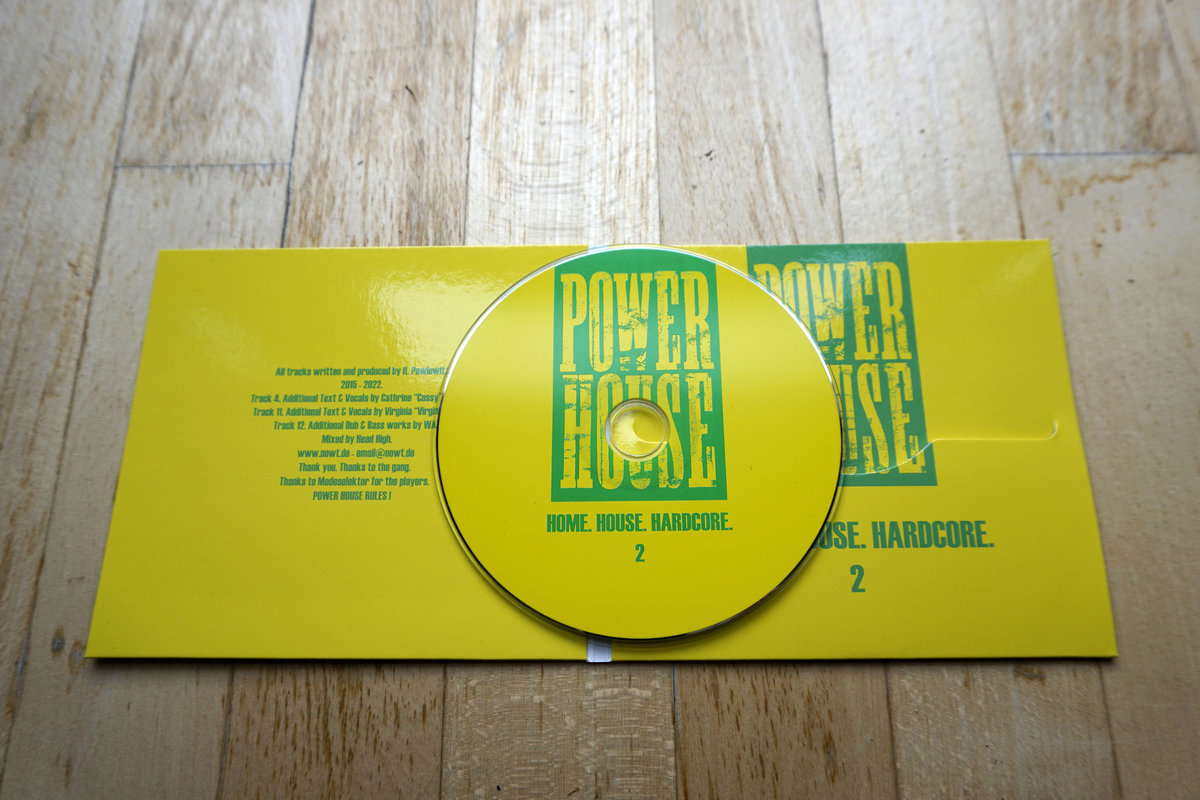 All tracks written and produced by R. Pawlowitz
2015 - 2022.
Track 4. Additional Text & Vocals by Cathrine "Cassy
Track 11. Additional Text & Vocals by Virginia
Track 12. Additional Dub & Bass works by
Mixed by Head High.
www.nowt.de - email@nowt.de
Thank you. Thanks to the gang.
Thanks to Modeselektor for the players.
POWER HOUSE RULES !
POWER
HOUSE
HOME. HOUSE. HARDCORE.
2
POWER
USE
USE. HARDCORE.
2